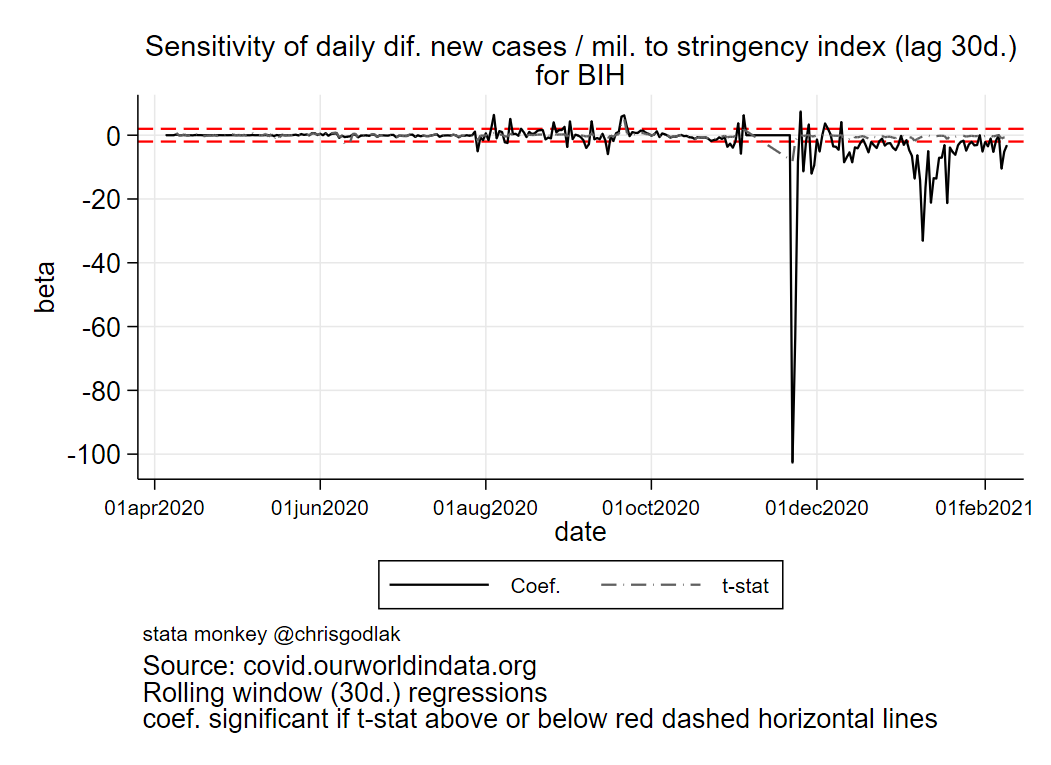 Sensitivity of daily dif. new cases / mil. to stringency index (lag 30d.)
for BIH
beta
0
-20
-40
-60
-80
-100
01apr2020
01jun2020
01aug2020
01oct2020
01dec2020
01feb2021
date
Coef.
t-stat
stata monkey @chrisgodlak
Source: covid.ourworldindata.org
Rolling window (30d.) regressions
coef. significant if t-stat above or below red dashed horizontal lines